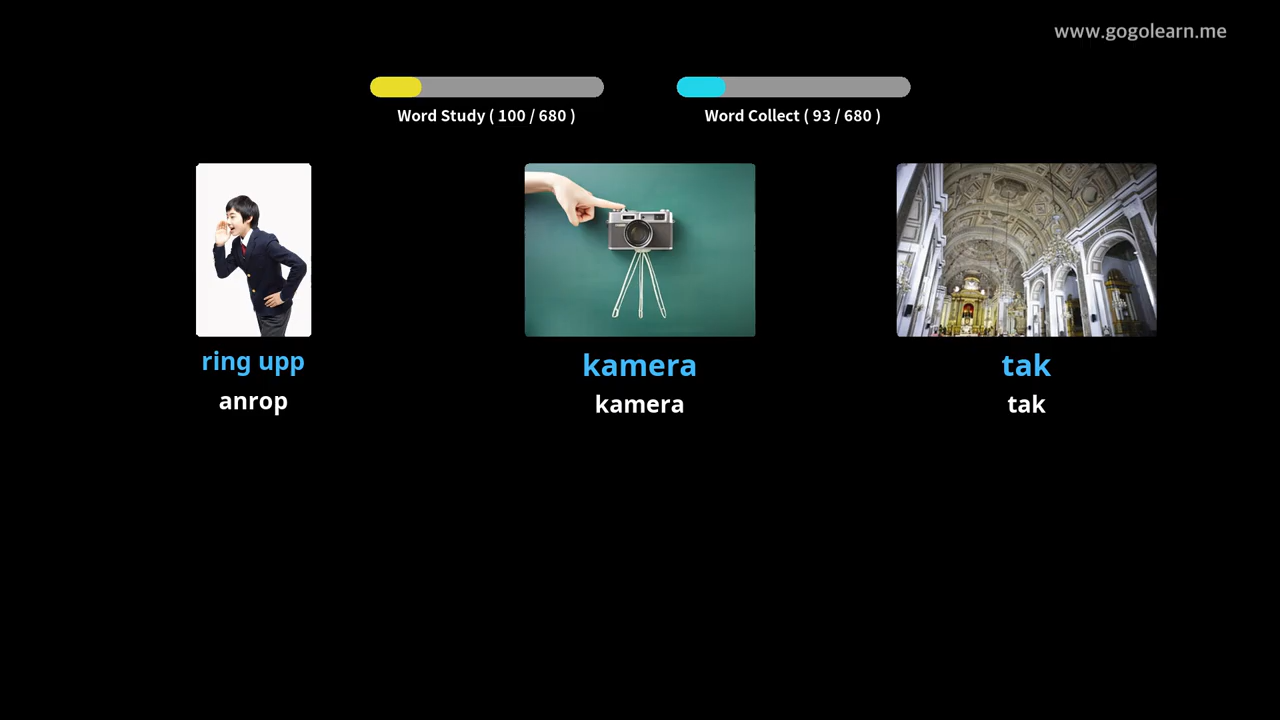 www.gogolearn.me
Word Study ( 100 / 680 )
Word Collect ( 93 / 680 )
ring upp
anrop
kamera
kamera
tak
tak